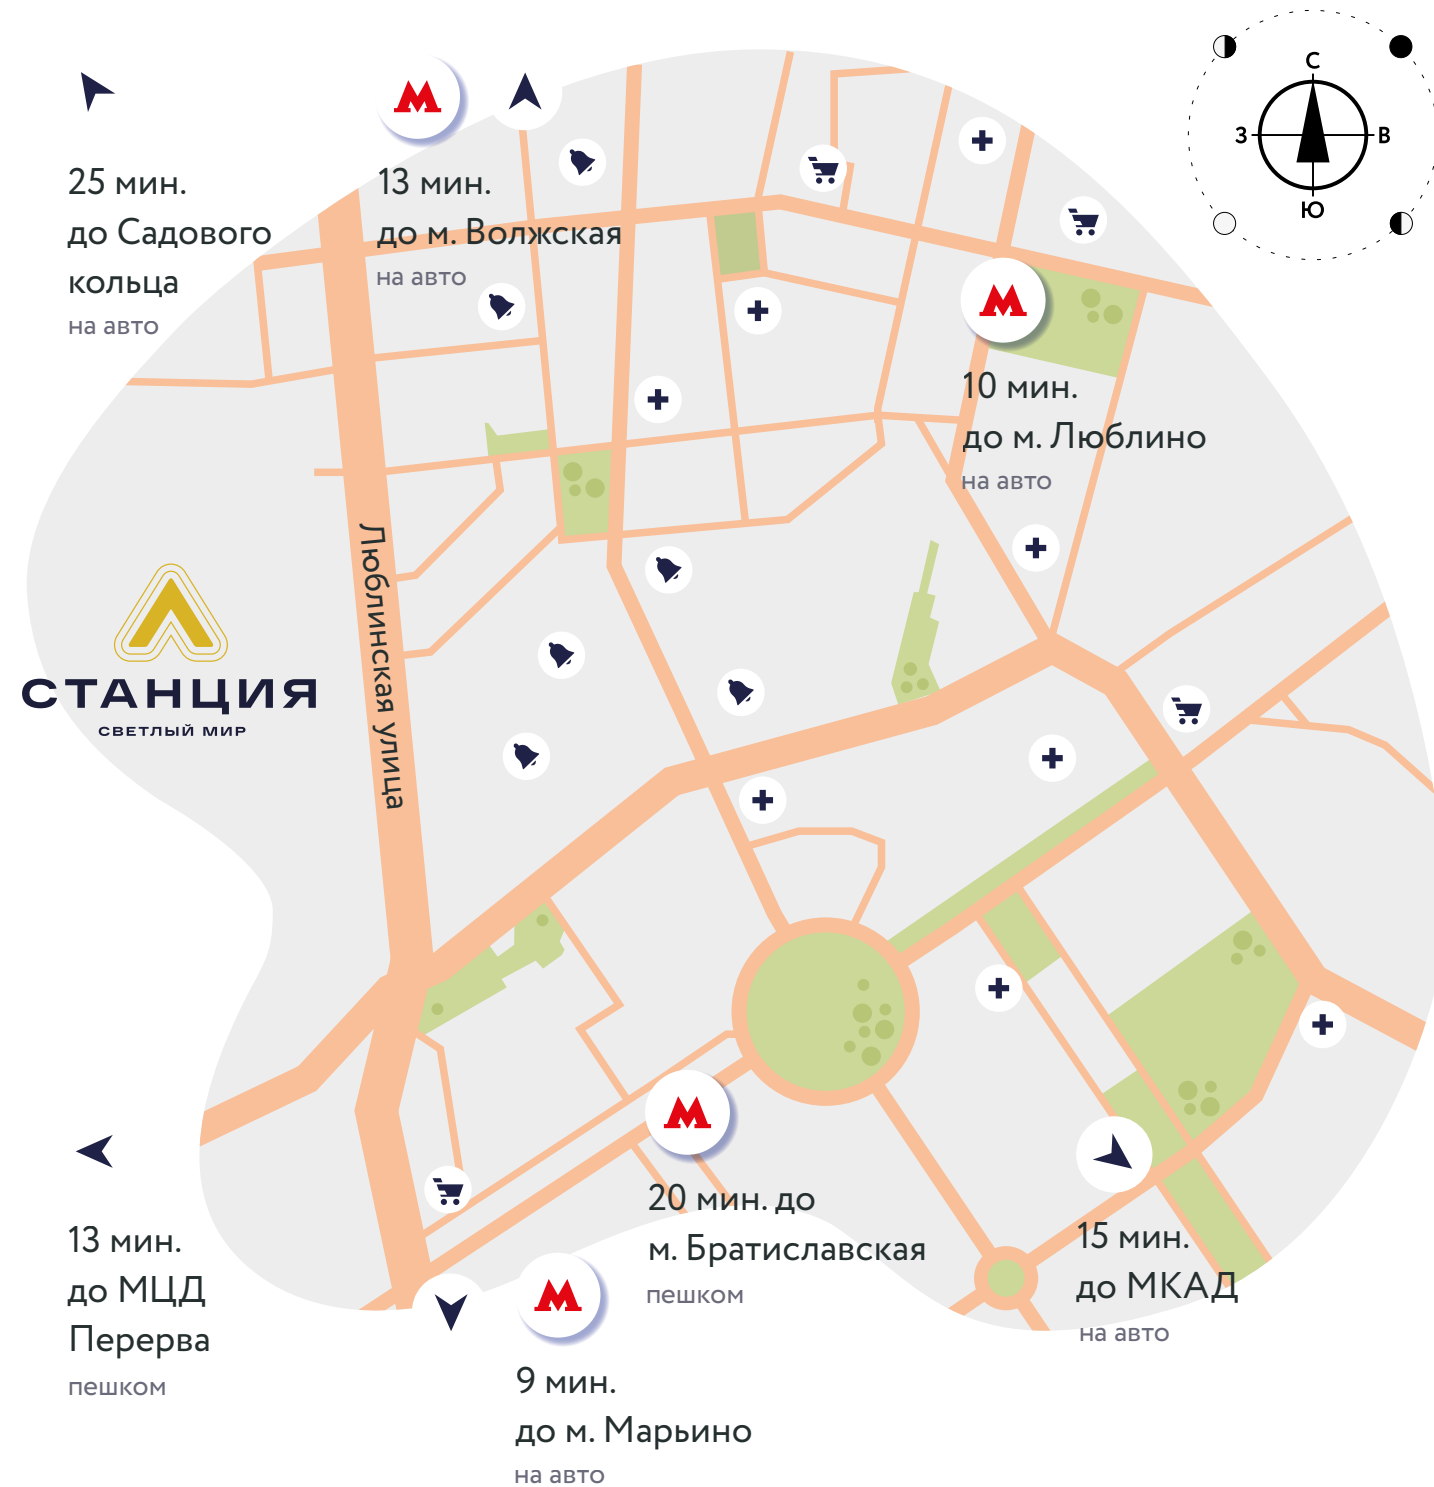 С
З
В
Ю
25 мин.
до Садового
кольца
на авто
13 мин.
до м. Волжская
на авто
10 мин.
до м. Люблино
на авто
Люблинская улица
СТАНЦИЯ
СВЕТЛЫЙ МИР
13 мин.
до МЦД
Перерва
пешком
20 мин. до
м. Братиславская
пешком
15 мин.
до МКАД
на авто
9 мин.
до м. Марьино
на авто